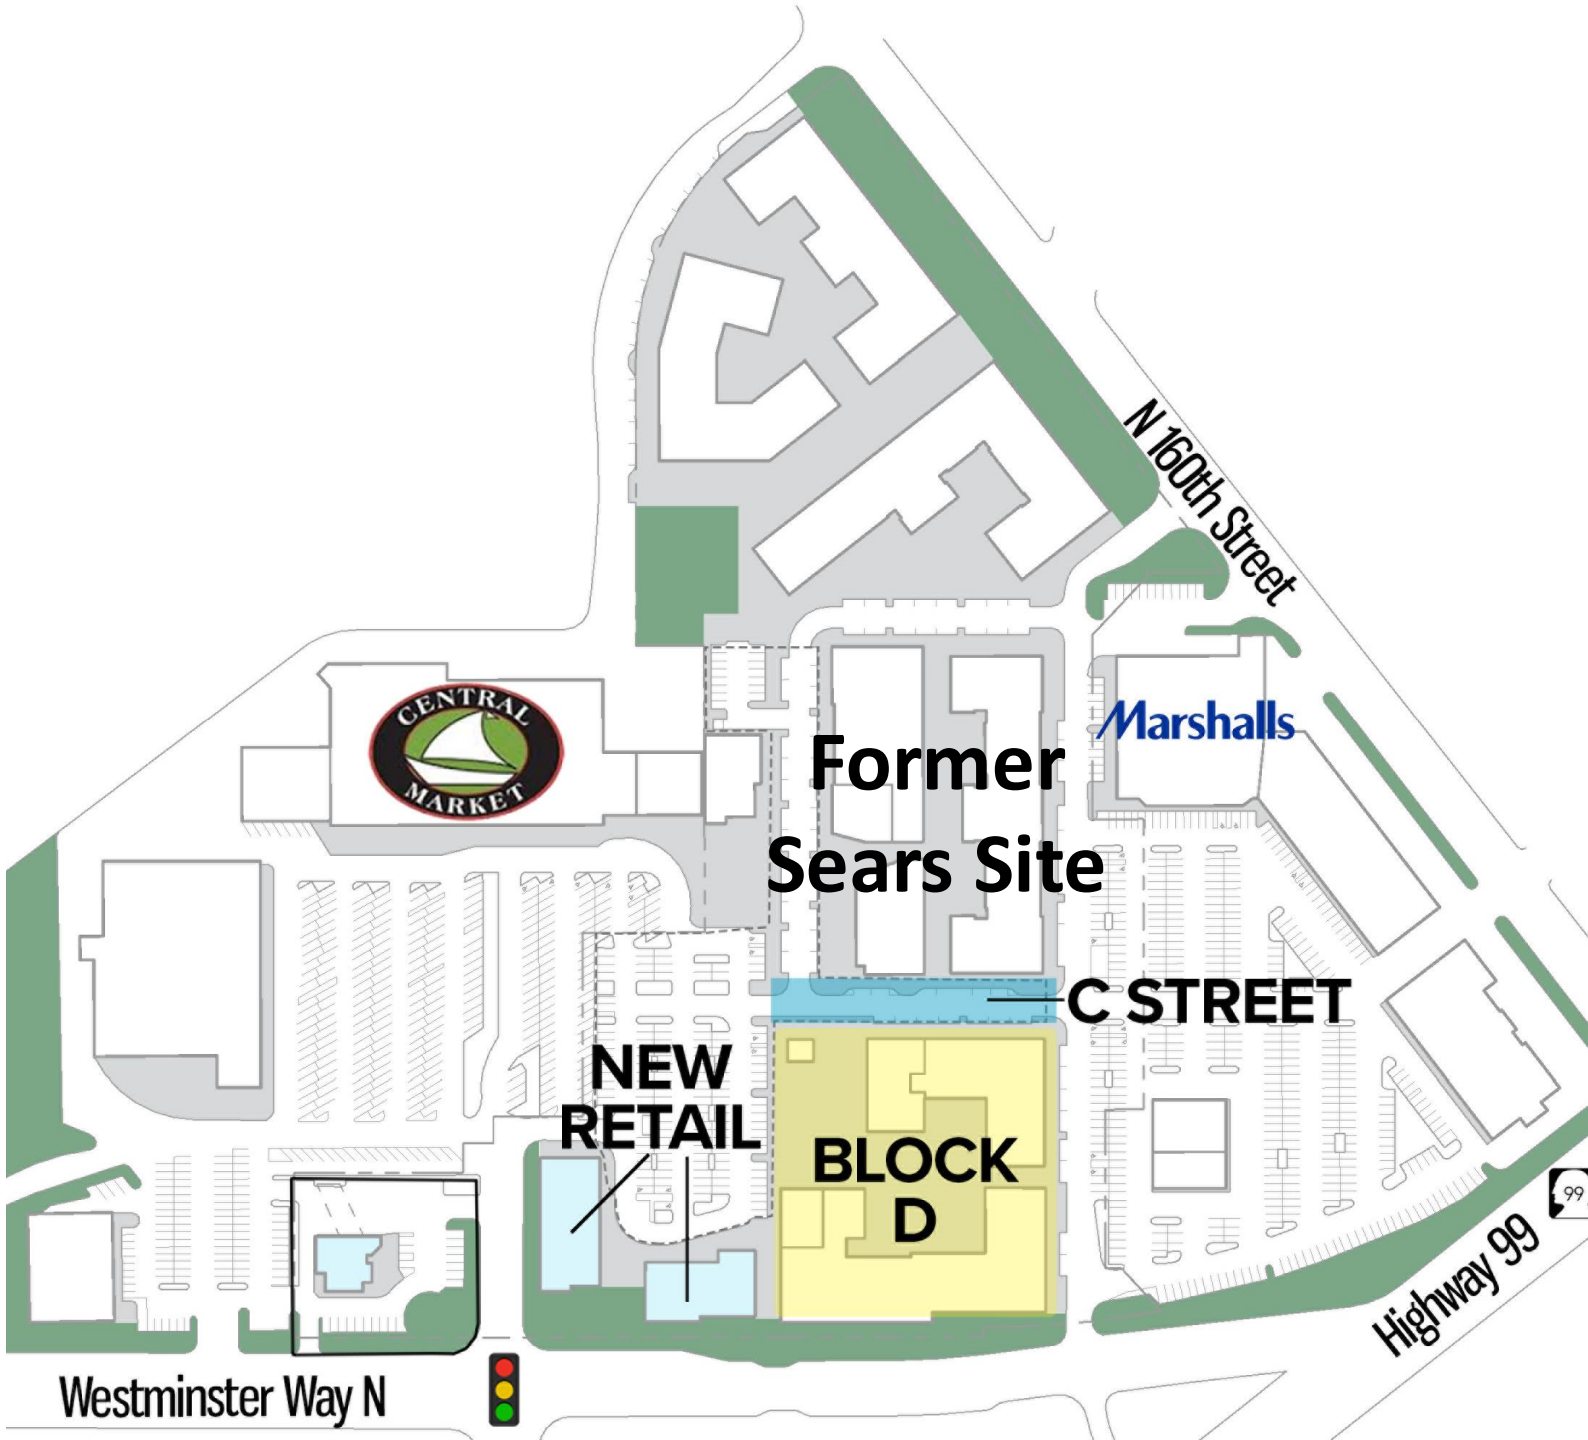 N 160th Street
CENTRAL
MARKET
Marshalls
Former
Sears Site
C STREET
NEW
RETAIL
BLOCK
D
99
Highway 99
Westminster Way N